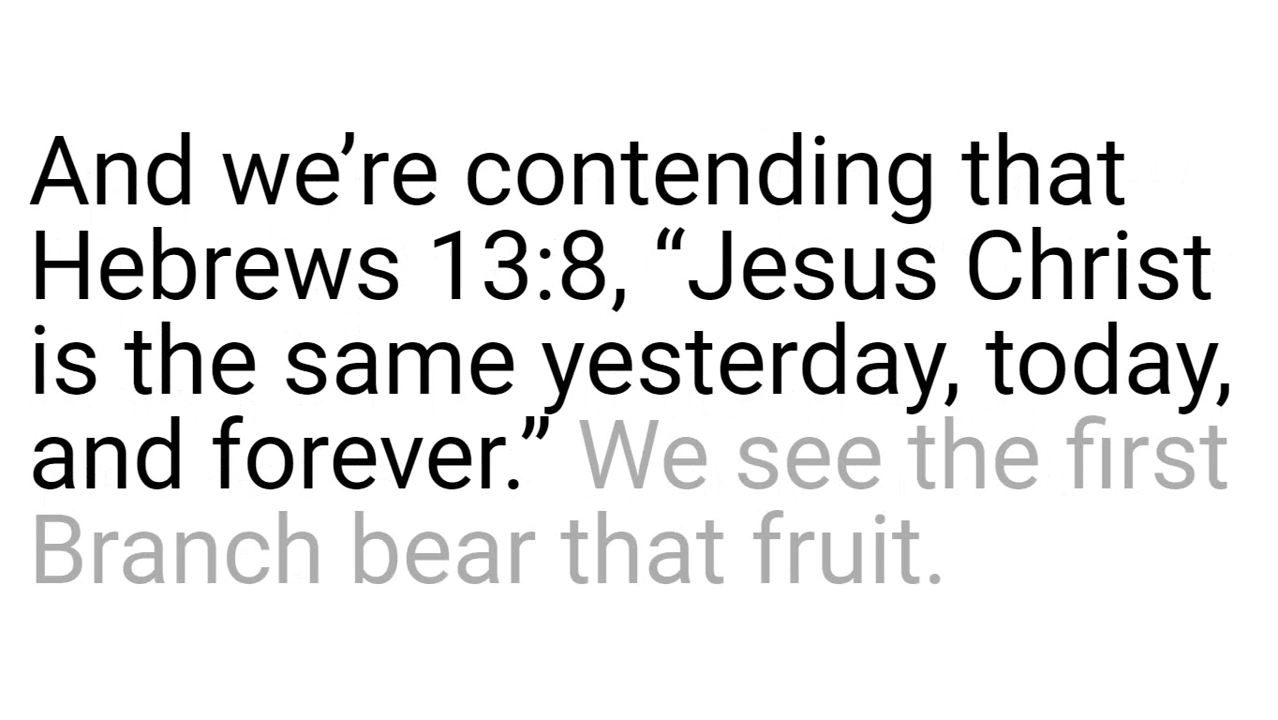 And we’re contending that
Hebrews 13:8, “Jesus Christ
is the same yesterday, today,
and forever.” We see the first
Branch bear that fruit.